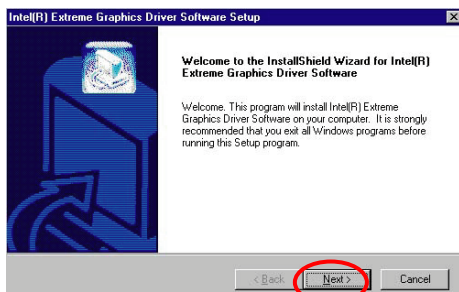 Intel(R) Extreme Graphics Driver Software Setup
Welcome to the InstallShield Wizard for Intel(R)
Extreme Graphics Driver Software
Welcome. This program will install Intel(R) Extreme
Graphics Driver Software on your computer. It is strongly
recommended that you exit all Windows programs before
running this Setup program.
< Back Next > Cancel